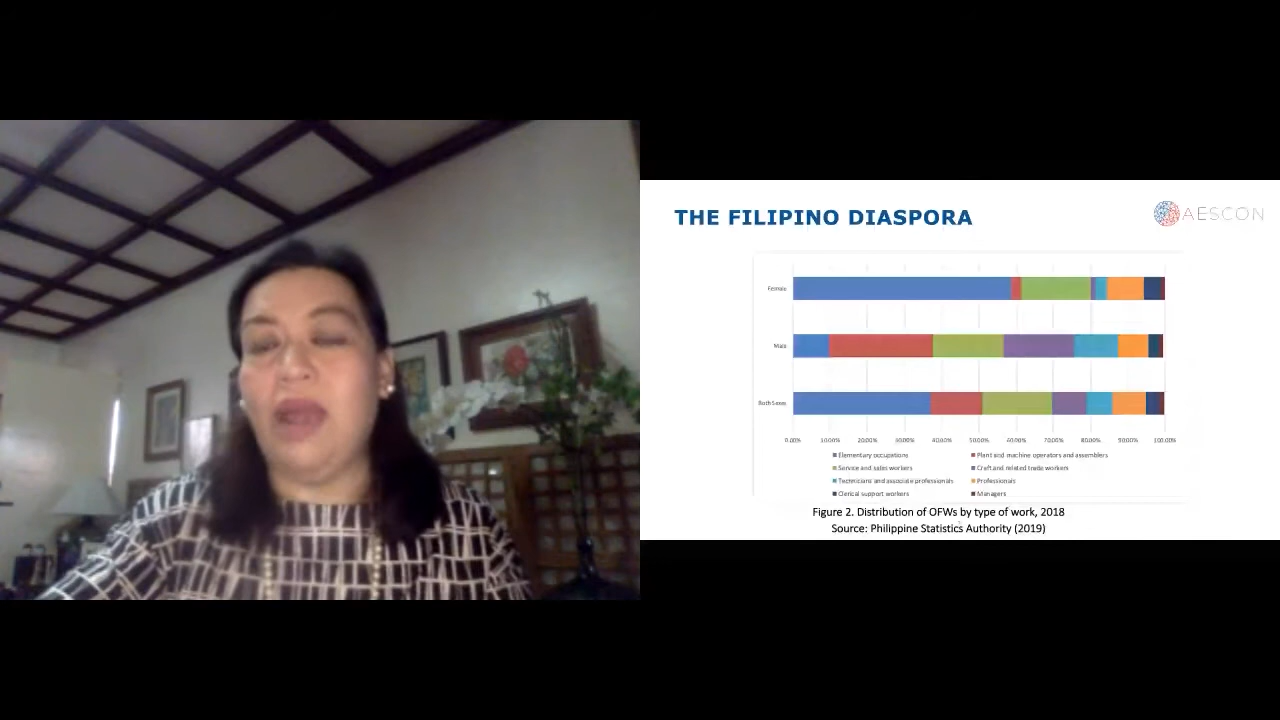 THE FILIPINO DIASPORA
AESCON
Female
Male
Both Sexes
0.00% 10.00% 20.00% 30.00% 40.00% 50.00% 60.00% 70.00% 80.00% 90.00% 100.00%
Elementary occupations Plant and machine operators and assemblers
Service and sales workers Craft and related trade workers
Technicians and associate professionals Professionals
Clerical support workers Managers
Figure 2. Distribution of OFWs by type of work, 2018
Source: Philippine Statistics Authority (2019)